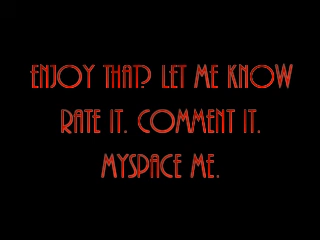 ENJOY THAT? LET ME KNOW
RATE IT. COMMENT IT.
MYSPACE ME.